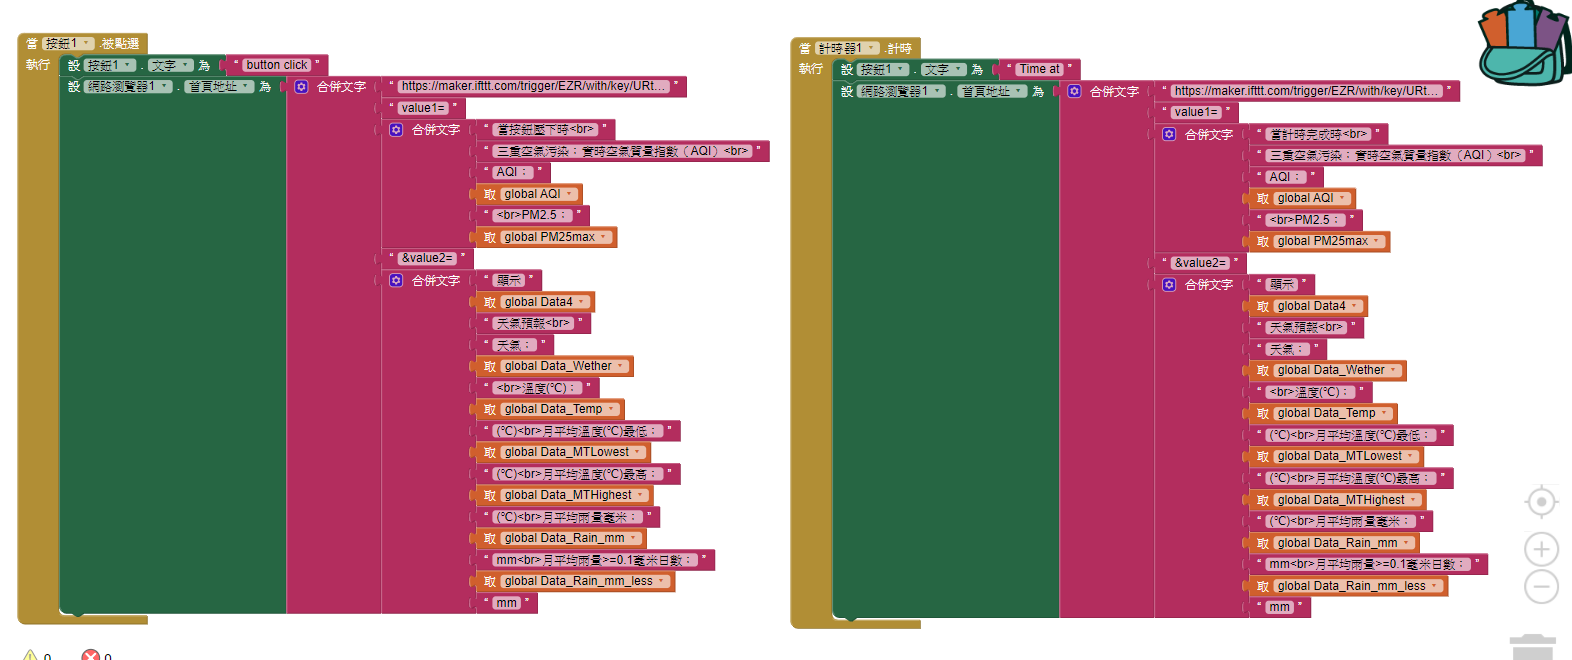 當 按鈕1 .被點選
執行 設 按鈕1 . 文字 為 “ button click ”
設 網路瀏覽器1 . 首頁地址 為 合併文字 “ https://maker.ifttt.com/trigger/EZR/with/key/URt... ”
“ value1= ”
合併文字 “ 當按鈕壓下時<br> ”
“ 三重空氣污染：實時空氣質量指數（AQI）<br> ”
“ AQI： ”
取 global AQI
“ <br>PM2.5： ”
取 global PM25max
“ &value2= ”
合併文字 “ 顯示 ”
取 global Data4
“ 天氣預報<br> ”
“ 天氣： ”
取 global Data_Wether
“ <br>溫度(℃)： ”
取 global Data_Temp
“ (℃)<br>月平均溫度(℃)最低： ”
取 global Data_MTLowest
“ (℃)<br>月平均溫度(℃)最高： ”
取 global Data_MTHighest
“ (℃)<br>月平均雨量毫米： ”
取 global Data_Rain_mm
“ mm<br>月平均雨量>=0.1毫米日數： ”
取 global Data_Rain_mm_less
“ mm ”
0 0
當 計時器1 .計時
執行 設 按鈕1 . 文字 為 “ Time at ”
設 網路瀏覽器1 . 首頁地址 為 合併文字 “ https://maker.ifttt.com/trigger/EZR/with/key/URt... ”
“ value1= ”
合併文字 “ 當計時完成時<br> ”
“ 三重空氣污染：實時空氣質量指數（AQI）<br> ”
“ AQI： ”
取 global AQI
“ <br>PM2.5： ”
取 global PM25max
“ &value2= ”
合併文字 “ 顯示 ”
取 global Data4
“ 天氣預報<br> ”
“ 天氣： ”
取 global Data_Wether
“ <br>溫度(℃)： ”
取 global Data_Temp
“ (℃)<br>月平均溫度(℃)最低： ”
取 global Data_MTLowest
“ (℃)<br>月平均溫度(℃)最高： ”
取 global Data_MTHighest
“ (℃)<br>月平均雨量毫米： ”
取 global Data_Rain_mm
“ mm<br>月平均雨量>=0.1毫米日數： ”
取 global Data_Rain_mm_less
“ mm ”